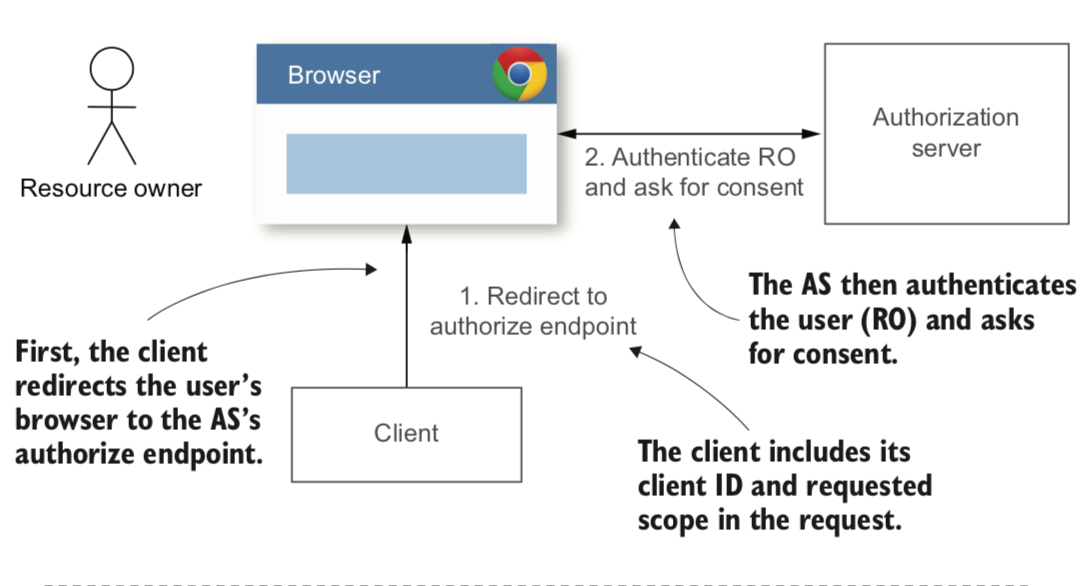 Browser
Authorization
server
2. Authenticate RO
and ask for consent
Resource owner
The AS then authenticates
the user (RO) and asks
for consent.
1. Redirect to
authorize endpoint
First, the client
redirects the user’s
browser to the AS’s
authorize endpoint.
Client
The client includes its
client ID and requested
scope in the request.